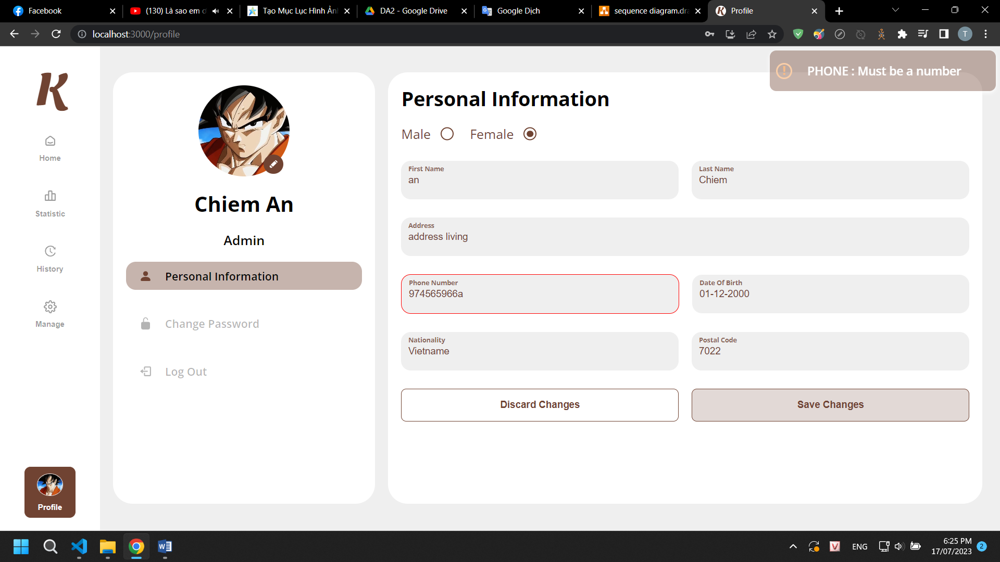 Facebook
(130) Là sao em
Tạo Mục Lục Hình Ản
DA2 - Google Drive
Google Dịch
sequence diagram.dra
Profile
localhost:3000/profile
T
PHONE : Must be a number
K
Home
Statistic
History
Manage
Profile
Chiem An
Admin
Personal Information
Change Password
Log Out
Personal Information
Male
Female
First Name
an
Last Name
Chiem
Address
address living
Phone Number
974565966a
Date Of Birth
01-12-2000
Nationality
Vietname
Postal Code
7022
Discard Changes
Save Changes
ENG
6:25 PM
17/07/2023
2